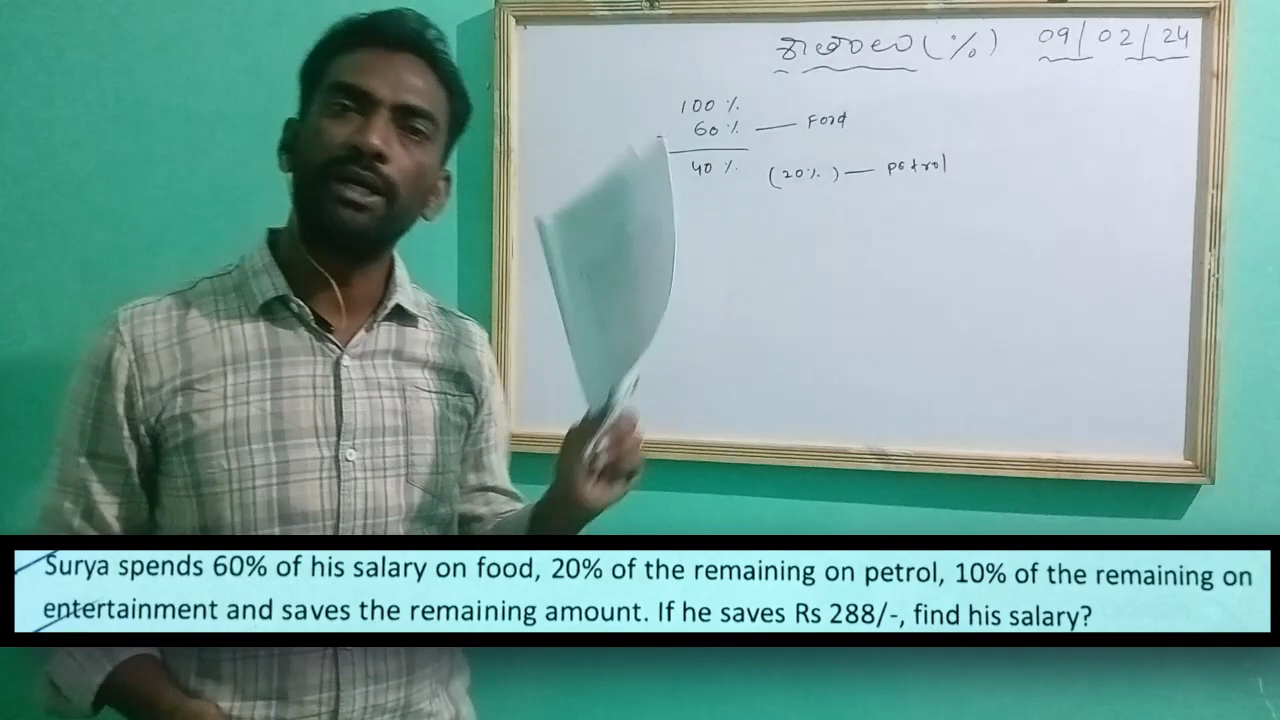 శాతాలు (%) 09/02/24
100 %.
60 %. — Food
40 %. (20%.) — petrol
Surya spends 60% of his salary on food, 20% of the remaining on petrol, 10% of the remaining on
entertainment and saves the remaining amount. If he saves Rs 288/-, find his salary?